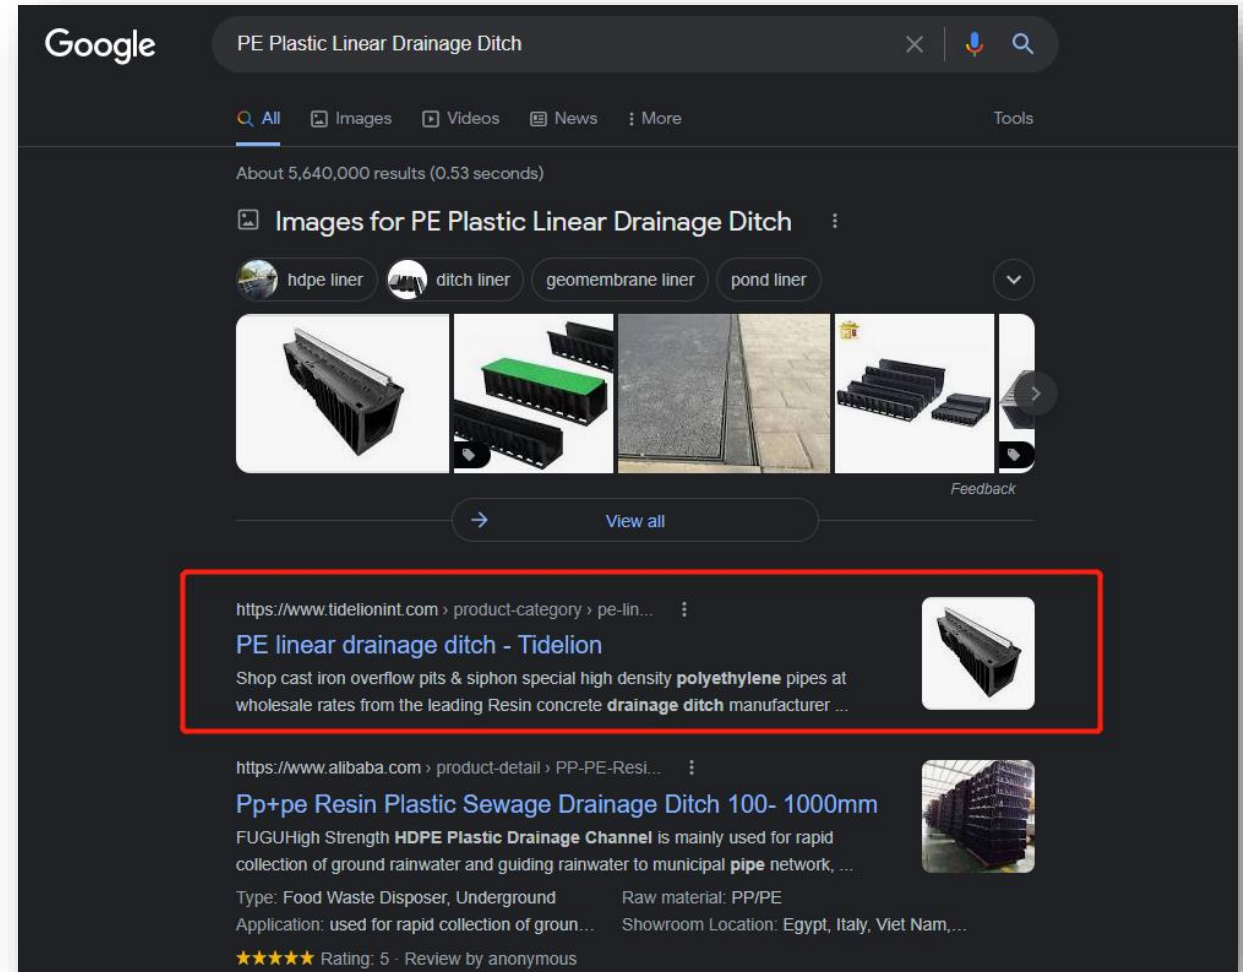 Google
PE Plastic Linear Drainage Ditch
All Images Videos News More Tools
About 5,640,000 results (0.53 seconds)
Images for PE Plastic Linear Drainage Ditch
hdpe liner ditch liner geomembrane liner pond liner
Feedback
View all
https://www.tidelionint.com › product-category › pe-lin...
PE linear drainage ditch - Tidelion
Shop cast iron overflow pits & siphon special high density polyethylene pipes at
wholesale rates from the leading Resin concrete drainage ditch manufacturer ...
https://www.alibaba.com › product-detail › PP-PE-Resi...
Pp+pe Resin Plastic Sewage Drainage Ditch 100- 1000mm
FUGUHigh Strength HDPE Plastic Drainage Channel is mainly used for rapid
collection of ground rainwater and guiding rainwater to municipal pipe network, ...
Type: Food Waste Disposer, Underground Raw material: PP/PE
Application: used for rapid collection of groun... Showroom Location: Egypt, Italy, Viet Nam,...
★★★★★ Rating: 5 · Review by anonymous